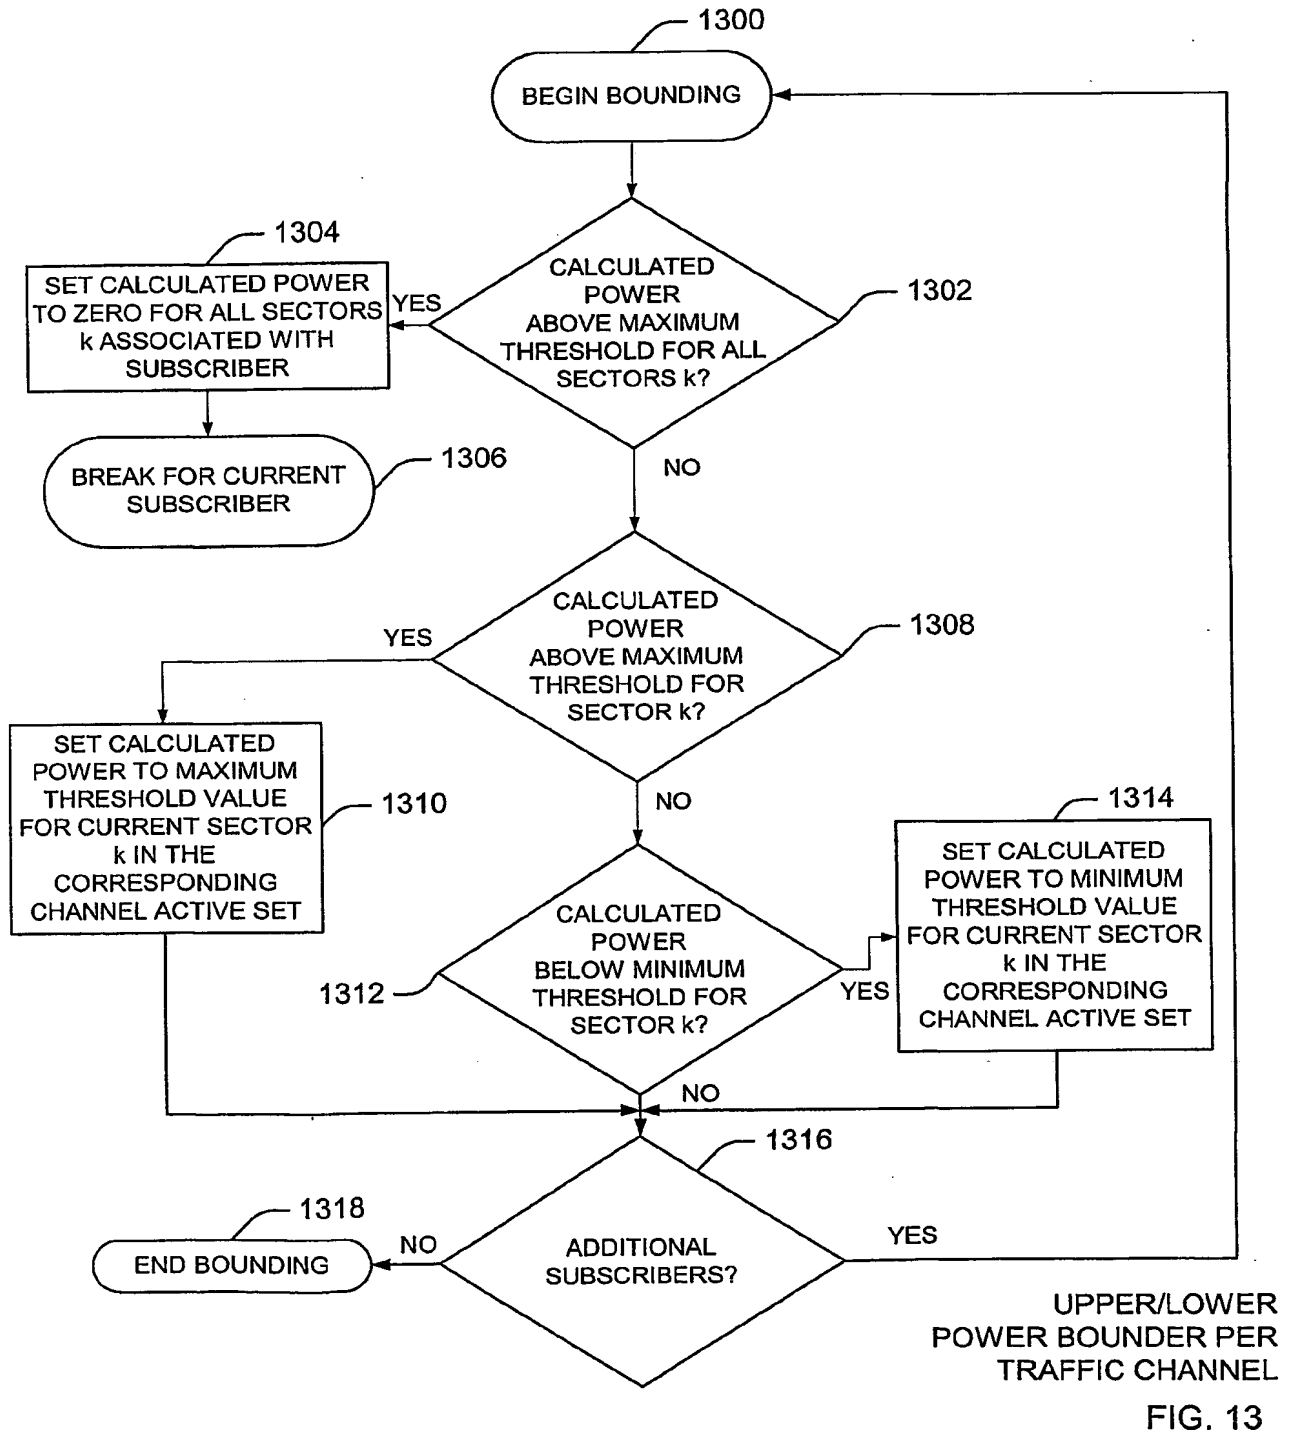 1300
BEGIN BOUNDING
1304
SET CALCULATED POWER
TO ZERO FOR ALL SECTORS
k ASSOCIATED WITH
SUBSCRIBER
YES
CALCULATED
POWER
ABOVE MAXIMUM
THRESHOLD FOR ALL
SECTORS k?
1302
BREAK FOR CURRENT
SUBSCRIBER
1306
NO
CALCULATED
POWER
ABOVE MAXIMUM
THRESHOLD FOR
SECTOR k?
1308
YES
SET CALCULATED
POWER TO MAXIMUM
THRESHOLD VALUE
FOR CURRENT SECTOR
k IN THE
CORRESPONDING
CHANNEL ACTIVE SET
1310
NO
CALCULATED
POWER
BELOW MINIMUM
THRESHOLD FOR
SECTOR k?
1312
YES
1314
SET CALCULATED
POWER TO MINIMUM
THRESHOLD VALUE
FOR CURRENT SECTOR
k IN THE
CORRESPONDING
CHANNEL ACTIVE SET
NO
1316
ADDITIONAL
SUBSCRIBERS?
YES
NO
1318
END BOUNDING
UPPER/LOWER
POWER BOUNDER PER
TRAFFIC CHANNEL
FIG. 13